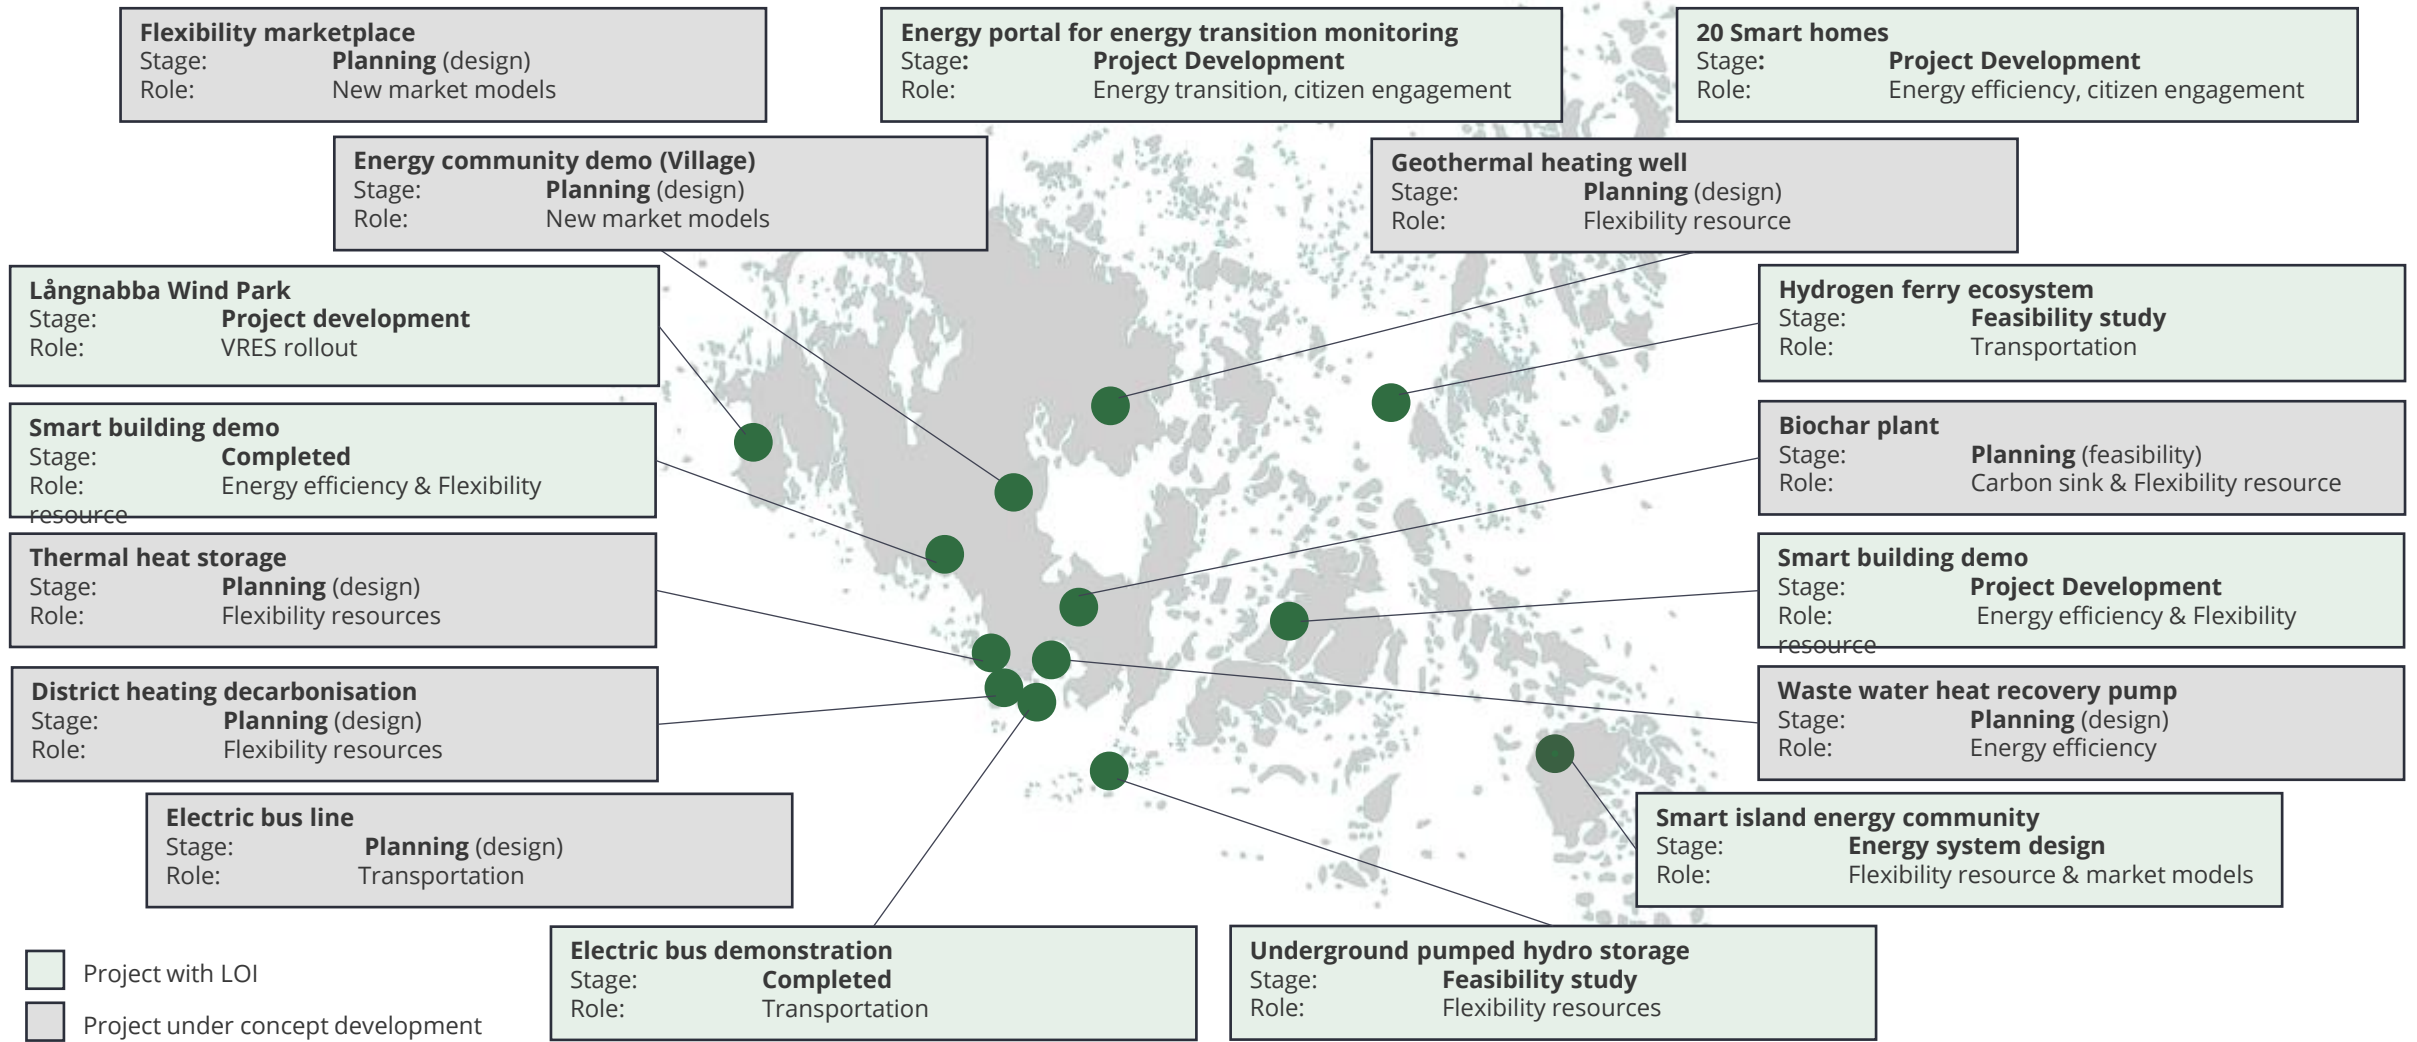 Flexibility marketplace
Stage: Planning (design)
Role: New market models
Energy portal for energy transition monitoring
Stage: Project Development
Role: Energy transition, citizen engagement
20 Smart homes
Stage: Project Development
Role: Energy efficiency, citizen engagement
Energy community demo (Village)
Stage: Planning (design)
Role: New market models
Geothermal heating well
Stage: Planning (design)
Role: Flexibility resource
Långnabba Wind Park
Stage: Project development
Role: VRES rollout
Hydrogen ferry ecosystem
Stage: Feasibility study
Role: Transportation
Smart building demo
Stage: Completed
Role: Energy efficiency & Flexibility
resource
Biochar plant
Stage: Planning (feasibility)
Role: Carbon sink & Flexibility resource
Thermal heat storage
Stage: Planning (design)
Role: Flexibility resources
Smart building demo
Stage: Project Development
Role: Energy efficiency & Flexibility
resource
District heating decarbonisation
Stage: Planning (design)
Role: Flexibility resources
Waste water heat recovery pump
Stage: Planning (design)
Role: Energy efficiency
Electric bus line
Stage: Planning (design)
Role: Transportation
Smart island energy community
Stage: Energy system design
Role: Flexibility resource & market models
Electric bus demonstration
Stage: Completed
Role: Transportation
Underground pumped hydro storage
Stage: Feasibility study
Role: Flexibility resources
Project with LOI
Project under concept development